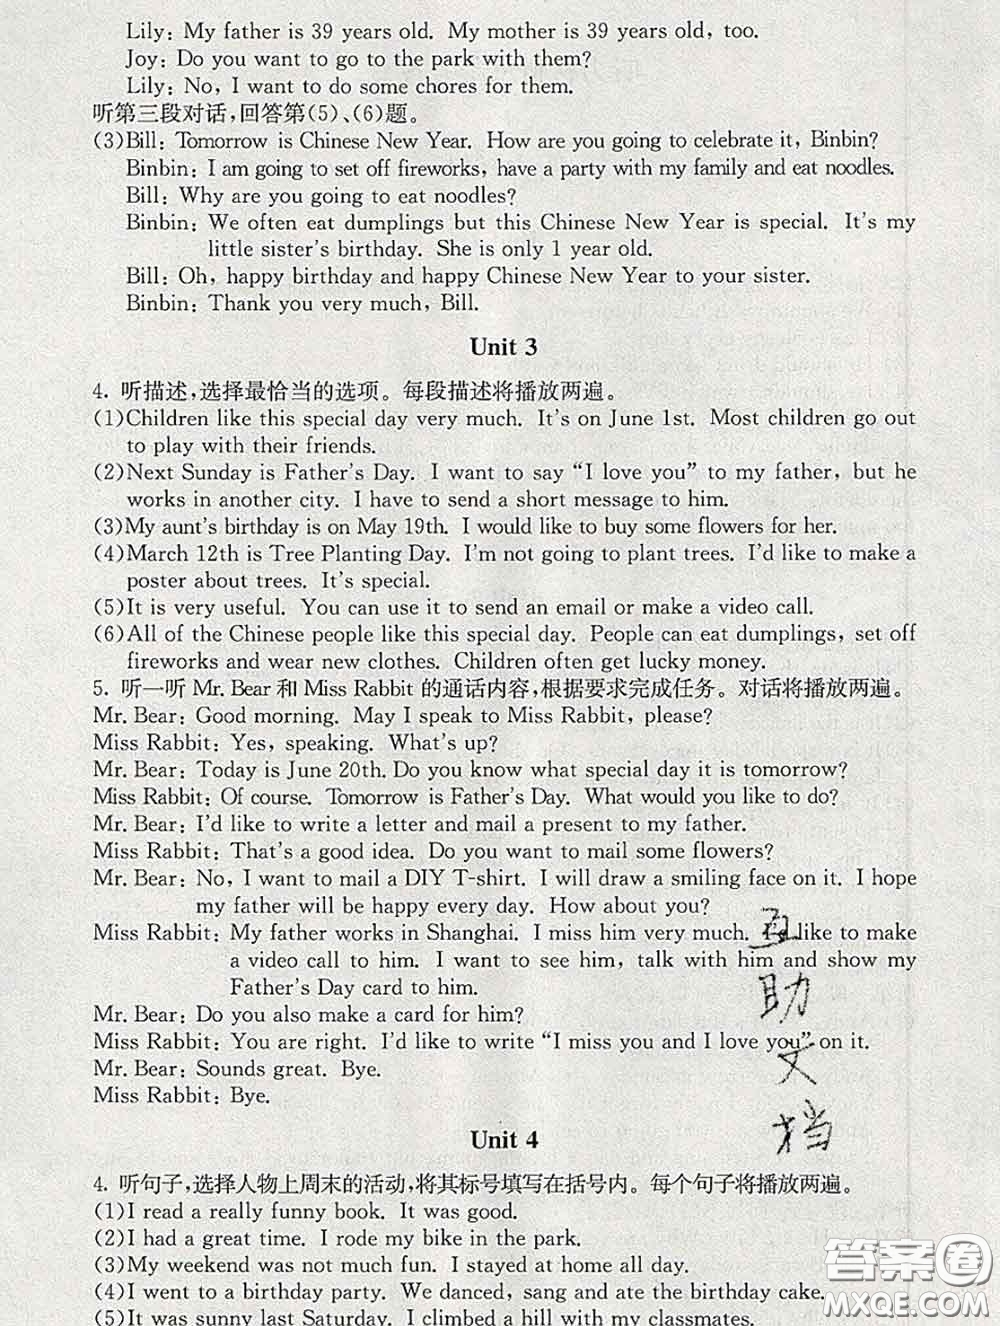 Lily: My father is 39 years old. My mother is 39 years old, too.
Joy: Do you want to go to the park with them?
Lily: No, I want to do some chores for them.
听第三段对话,回答第(5)、(6)题。
(3)Bill: Tomorrow is Chinese New Year. How are you going to celebrate it, Binbin?
Binbin: I am going to set off fireworks, have a party with my family and eat noodles.
Bill: Why are you going to eat noodles?
Binbin: We often eat dumplings but this Chinese New Year is special. It's my
little sister's birthday. She is only 1 year old.
Bill: Oh, happy birthday and happy Chinese New Year to your sister.
Binbin: Thank you very much, Bill.
Unit 3
4. 听描述,选择最恰当的选项。每段描述将播放两遍。
(1)Children like this special day very much. It's on June 1st. Most children go out
to play with their friends.
(2)Next Sunday is Father's Day. I want to say “I love you” to my father, but he
works in another city. I have to send a short message to him.
(3)My aunt's birthday is on May 19th. I would like to buy some flowers for her.
(4)March 12th is Tree Planting Day. I'm not going to plant trees. I'd like to make a
poster about trees. It's special.
(5)It is very useful. You can use it to send an email or make a video call.
(6)All of the Chinese people like this special day. People can eat dumplings, set off
fireworks and wear new clothes. Children often get lucky money.
5. 听一听 Mr. Bear 和 Miss Rabbit 的通话内容,根据要求完成任务。对话将播放两遍。
Mr. Bear: Good morning. May I speak to Miss Rabbit, please?
Miss Rabbit: Yes, speaking. What's up?
Mr. Bear: Today is June 20th. Do you know what special day it is tomorrow?
Miss Rabbit: Of course. Tomorrow is Father's Day. What would you like to do?
Mr. Bear: I'd like to write a letter and mail a present to my father.
Miss Rabbit: That's a good idea. Do you want to mail some flowers?
Mr. Bear: No, I want to mail a DIY T-shirt. I will draw a smiling face on it. I hope
my father will be happy every day. How about you?
Miss Rabbit: My father works in Shanghai. I miss him very much. like to make
a video call to him. I want to see him, talk with him and show my
Father's Day card to him.
Mr. Bear: Do you also make a card for him?
Miss Rabbit: You are right. I'd like to write “I miss you and I love you” on it.
Mr. Bear: Sounds great. Bye.
Miss Rabbit: Bye.
互
助
文
档
Unit 4
4. 听句子,选择人物上周末的活动,将其标号填写在括号内。每个句子将播放两遍。
(1)I read a really funny book. It was good.
(2)I had a great time. I rode my bike in the park.
(3)My weekend was not much fun. I stayed at home all day.
(4)I went to a birthday party. We danced, sang and ate the birthday cake.
(5)It was sunny last Saturday. I climbed a hill with my classmates.
答案圈
MXQE.COM